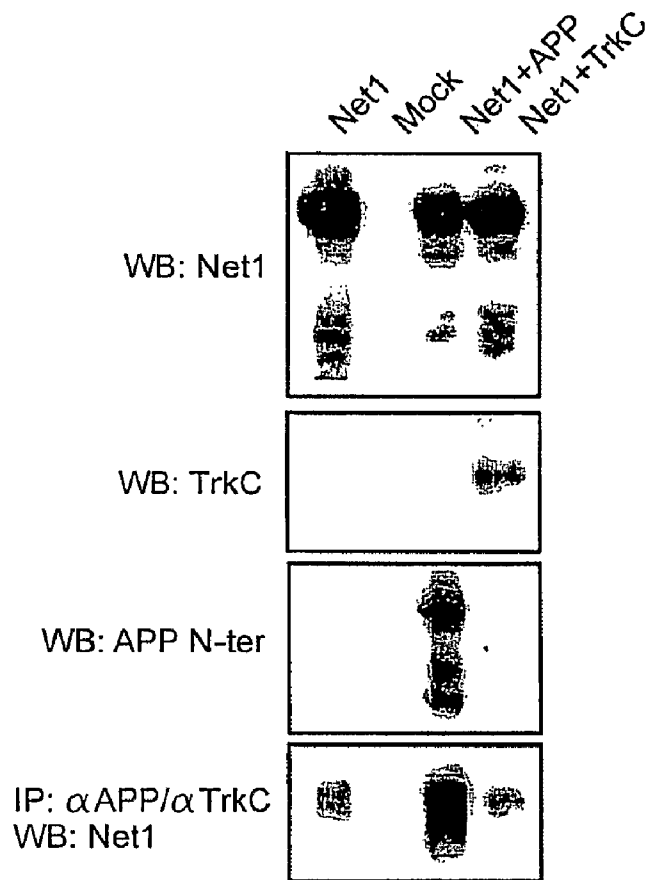 Net1
Mock
Net1+APP
Net1+TrkC
WB: Net1
WB: TrkC
WB: APP N-ter
IP: αAPP/αTrkC
WB: Net1